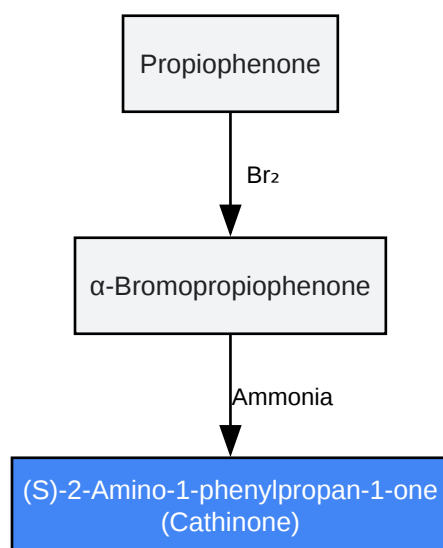 Propiophenone
Br₂
α-Bromopropiophenone
Ammonia
(S)-2-Amino-1-phenylpropan-1-one
(Cathinone)